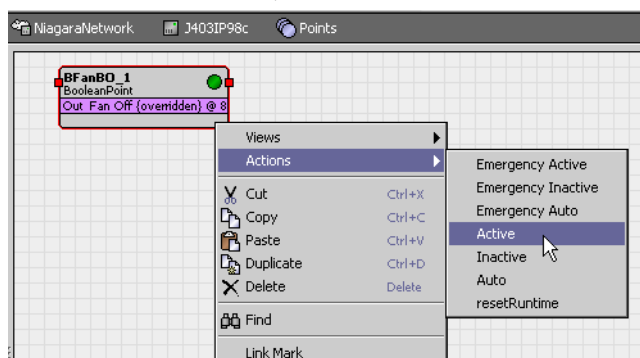 NiagaraNetwork J403IP98c Points
BFanBO_1
BooleanPoint
Out Fan Off {overridden} @ 8
Views
Actions
Cut Ctrl+X
Copy Ctrl+C
Paste Ctrl+V
Duplicate Ctrl+D
Delete Delete
Find
Link Mark
Emergency Active
Emergency Inactive
Emergency Auto
Active
Inactive
Auto
resetRuntime